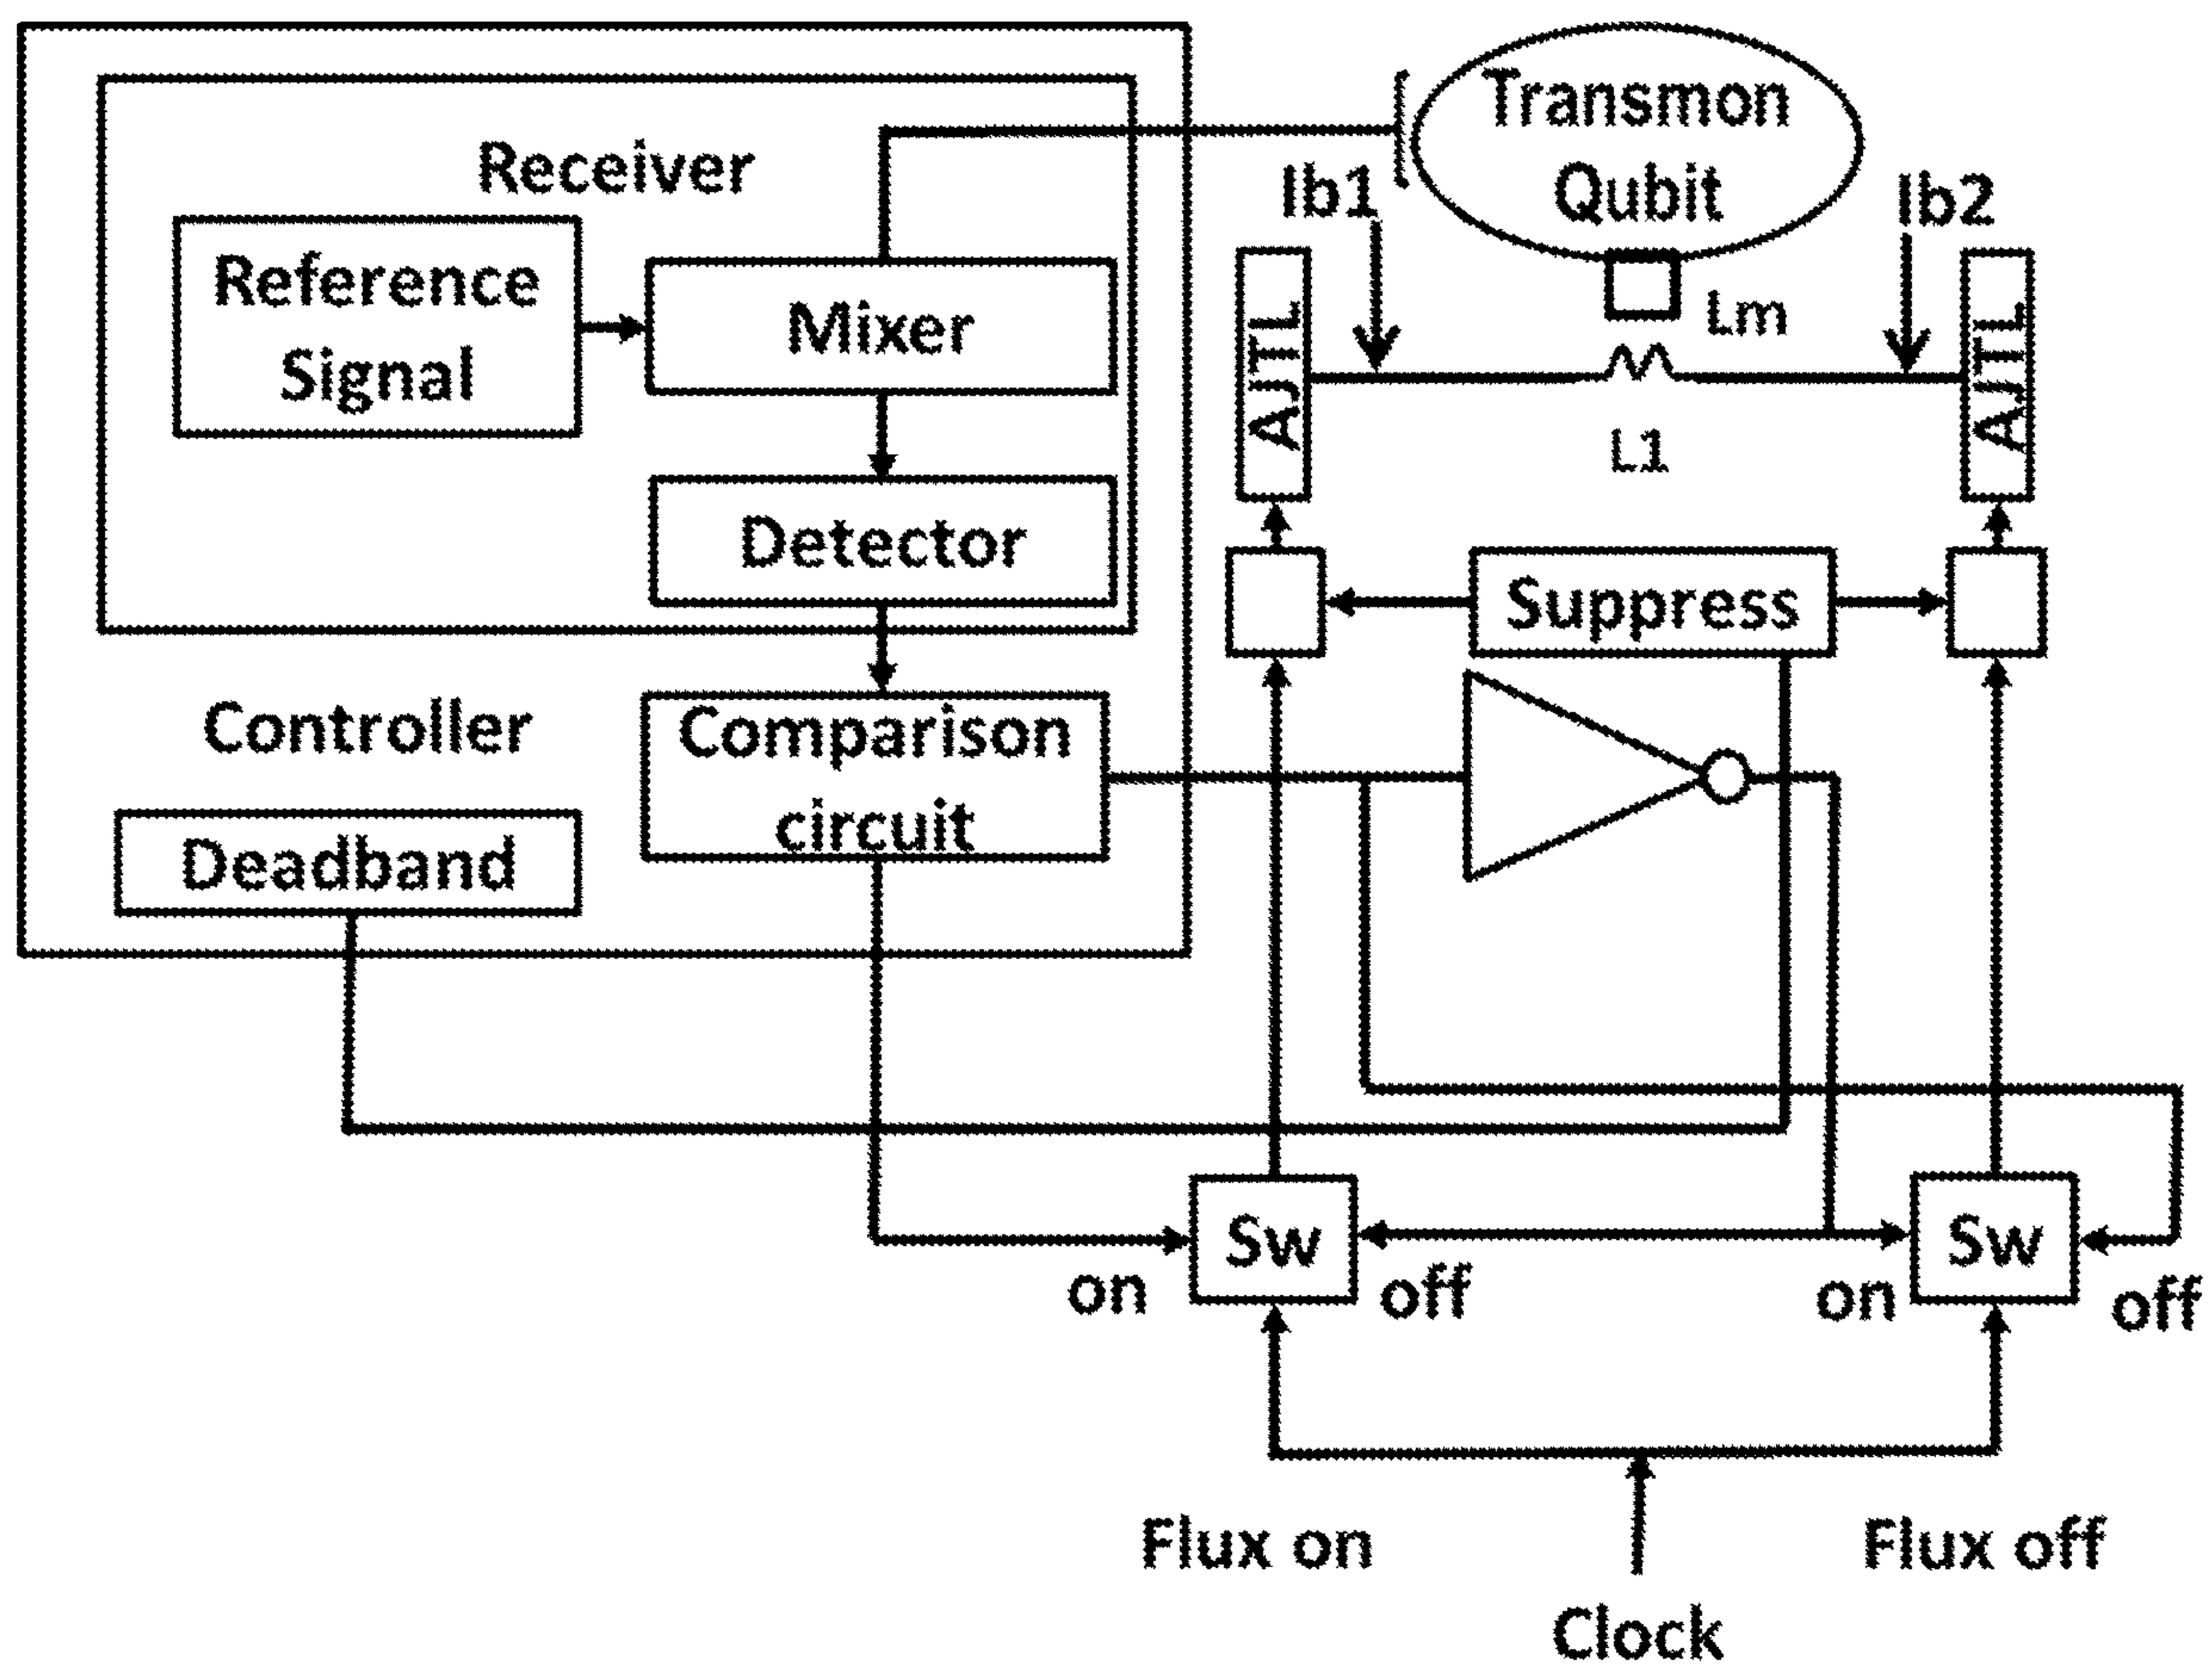 Transmon
Qubit
Receiver
Ib1
Ib2
Reference
Signal
Mixer
Lm
AJTL
AJTL
L1
Detector
Suppress
Controller
Comparison
circuit
Deadband
Sw
Sw
on
off
on
off
Flux on
Flux off
Clock